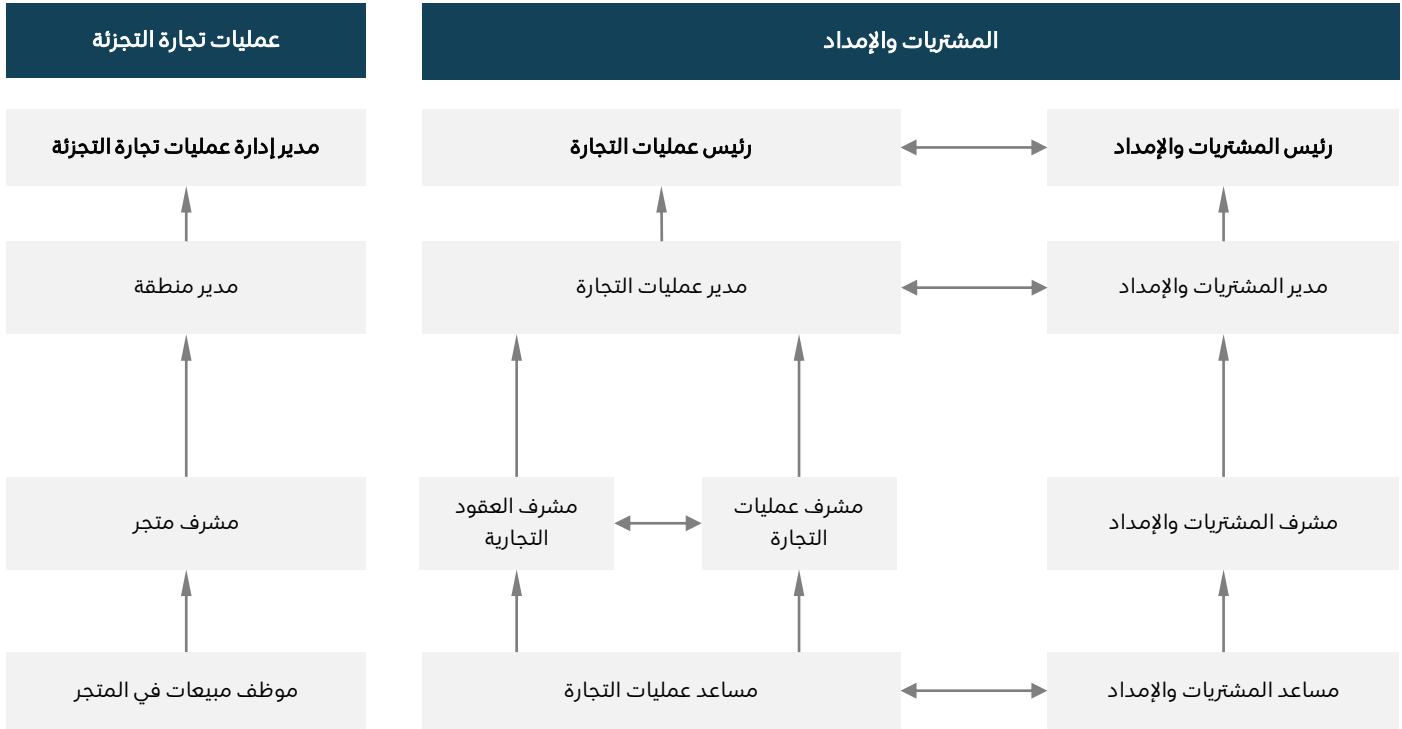 المشتريات والإمداد
عمليات تجارة التجزئة
رئيس المشتريات والإمداد
رئيس عمليات التجارة
مدير إدارة عمليات تجارة التجزئة
مدير المشتريات والإمداد
مدير عمليات التجارة
مدير منطقة
مشرف المشتريات والإمداد
مشرف عمليات
التجارة
مشرف العقود
التجارية
مشرف متجر
مساعد المشتريات والإمداد
مساعد عمليات التجارة
موظف مبيعات في المتجر